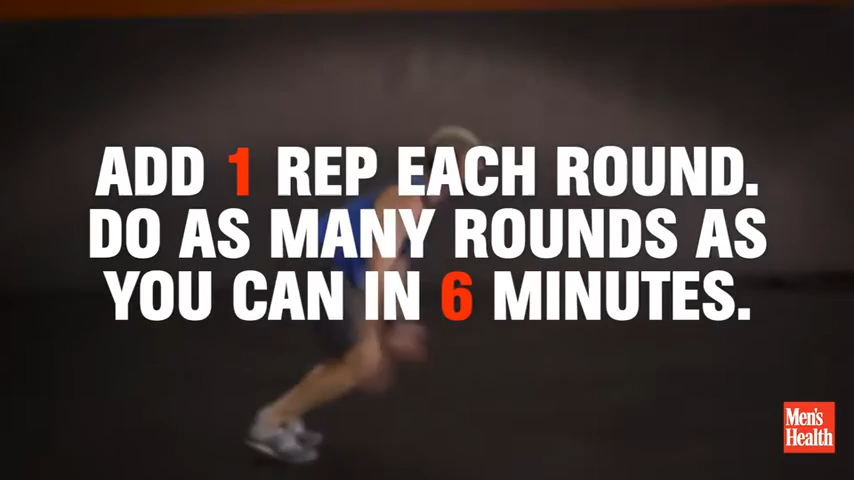 ADD 1 REP EACH ROUND.
DO AS MANY ROUNDS AS
YOU CAN IN 6 MINUTES.
Men's
Health